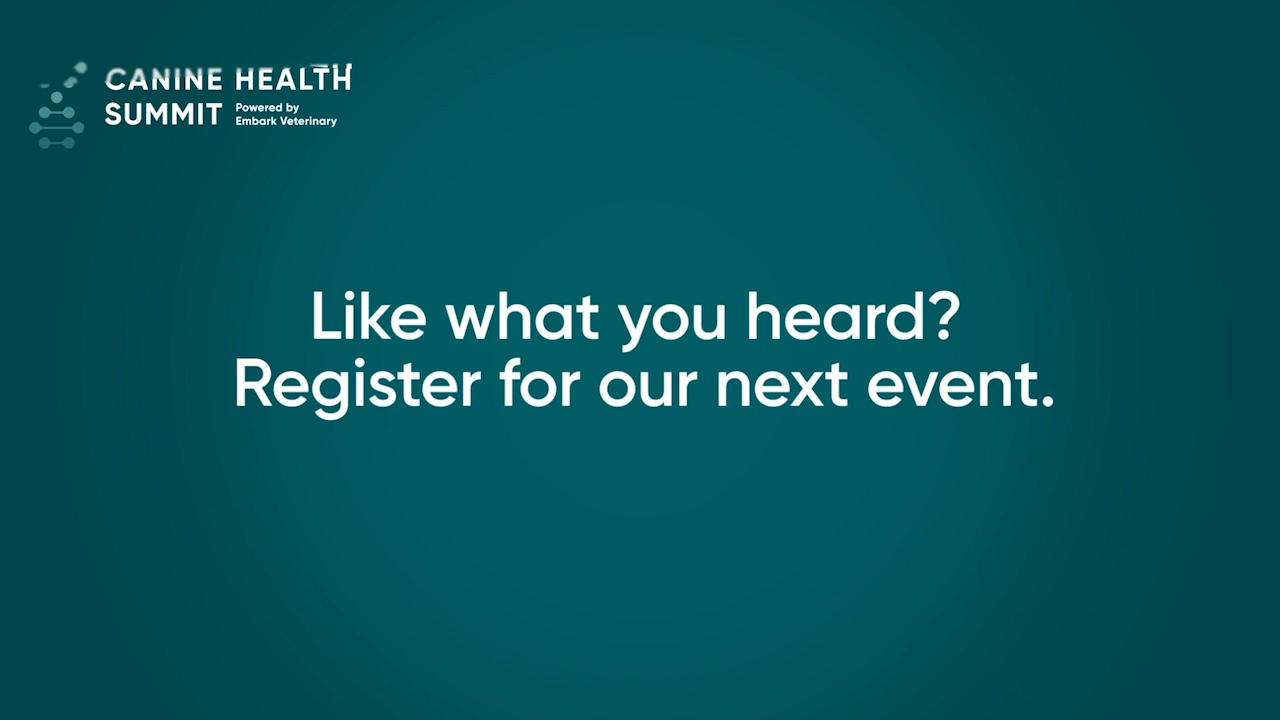 CANINE HEALTH
SUMMIT
Powered by
Embark Veterinary
Like what you heard?
Register for our next event.